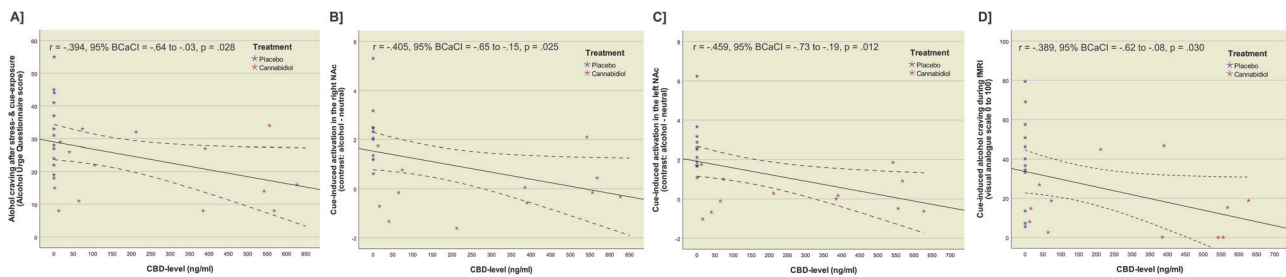 A]
r = -.394, 95% BCaCI = -.64 to -.03, p = .028
Treatment
Placebo
Cannabidiol
Alohol craving after stress- & cue-exposure
(Alcohol Urge Questionnaire score)
60
50
40
30
20
10
0
0 50 100 150 200 250 300 350 400 450 500 550 600 650
CBD-level (ng/ml)
B]
r = -.405, 95% BCaCI = -.65 to -.15, p = .025
Treatment
Placebo
Cannabidiol
Cue-induced activation in the right NAc
(contrast: alcohol - neutral)
6
4
2
0
-2
0 50 100 150 200 250 300 350 400 450 500 550 600 650
CBD-level (ng/ml)
C]
r = -.459, 95% BCaCI = -.73 to -.19, p = .012
Treatment
Placebo
Cannabidiol
Cue-induced activation in the left NAc
(contrast: alcohol - neutral)
8
6
4
2
0
-2
0 50 100 150 200 250 300 350 400 450 500 550 600 650 700
CBD-level (ng/ml)
D]
r = -.389, 95% BCaCI = -.62 to -.08, p = .030
Treatment
Placebo
Cannabidiol
Cue-induced alcohol craving during fMRI
(visual analogue scale 0 to 100)
100
80
60
40
20
0
0 50 100 150 200 250 300 350 400 450 500 550 600 650 700
CBD-level (ng/ml)